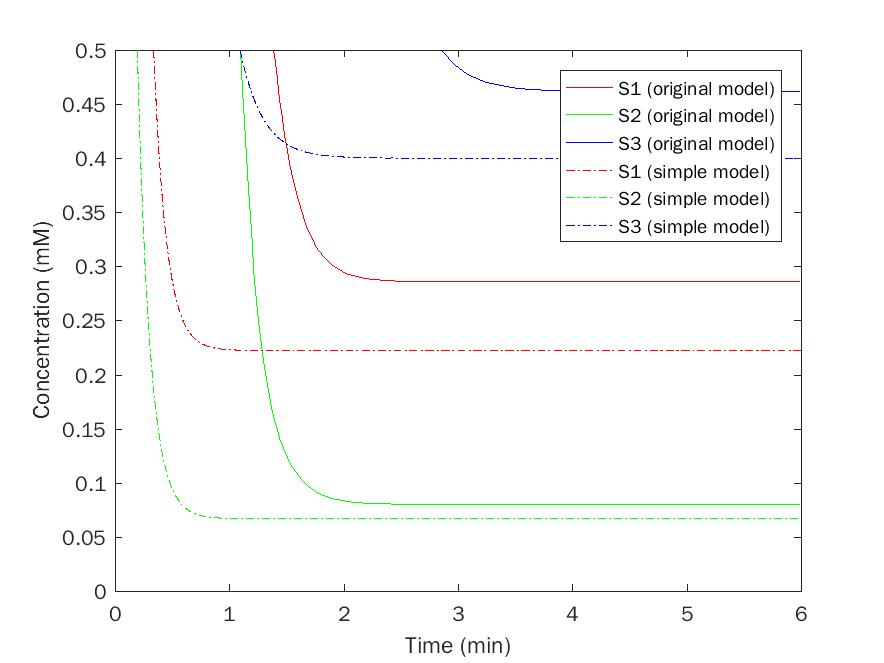 0.5
0.45
0.4
0.35
0.3
0.25
0.2
0.15
0.1
0.05
0
Concentration (mM)
S1 (original model)
S2 (original model)
S3 (original model)
S1 (simple model)
S2 (simple model)
S3 (simple model)
0 1 2 3 4 5 6
Time (min)